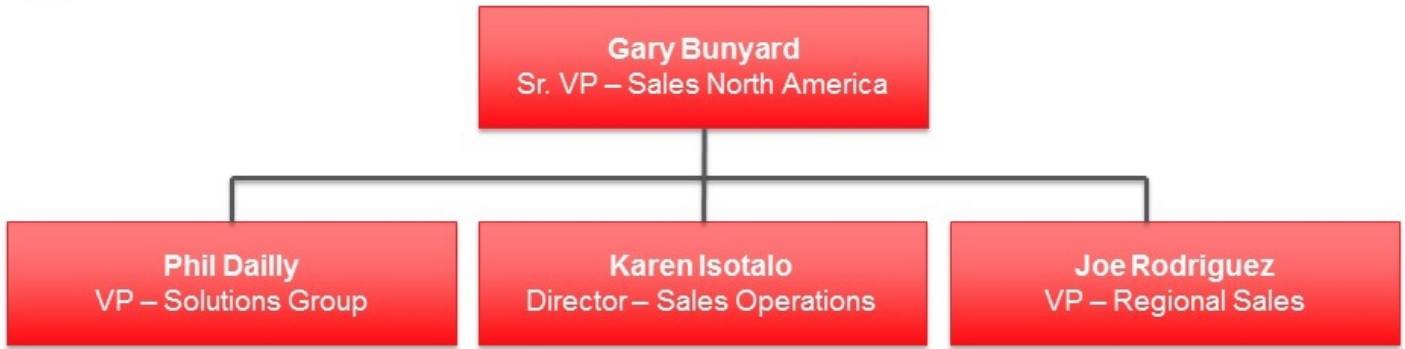 Gary Bunyard
Sr. VP – Sales North America
Phil Dailly
VP – Solutions Group
Karen Isotalo
Director – Sales Operations
Joe Rodriguez
VP – Regional Sales